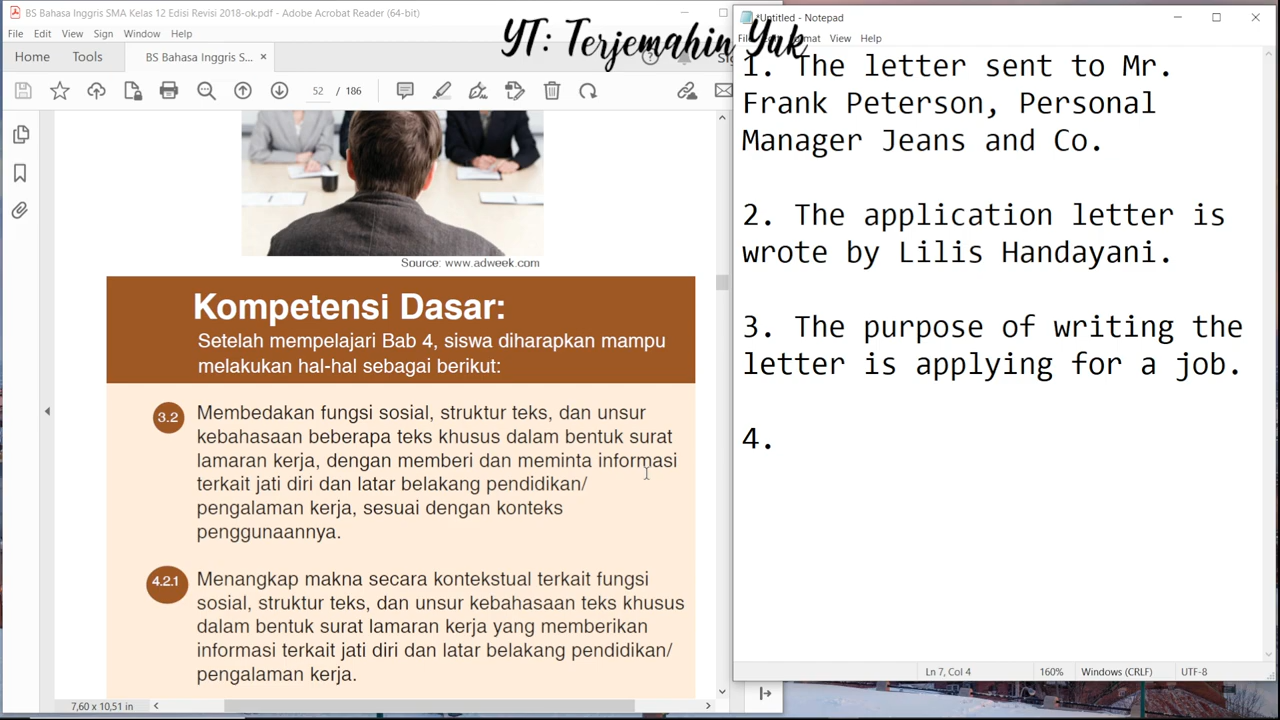 BS Bahasa Inggris SMA Kelas 12 Edisi Revisi 2018-ok.pdf - Adobe Acrobat Reader (64-bit)
File Edit View Sign Window Help
YT: Terjemahin Yuk
Home Tools BS Bahasa Inggris S... ×
52 / 186
Source: www.adweek.com
Kompetensi Dasar:
Setelah mempelajari Bab 4, siswa diharapkan mampu
melakukan hal-hal sebagai berikut:
3.2 Membedakan fungsi sosial, struktur teks, dan unsur
kebahasaan beberapa teks khusus dalam bentuk surat
lamaran kerja, dengan memberi dan meminta informasi
terkait jati diri dan latar belakang pendidikan/
pengalaman kerja, sesuai dengan konteks
penggunaannya.
4.2.1 Menangkap makna secara kontekstual terkait fungsi
sosial, struktur teks, dan unsur kebahasaan teks khusus
dalam bentuk surat lamaran kerja yang memberikan
informasi terkait jati diri dan latar belakang pendidikan/
pengalaman kerja.
7,60 x 10,51 in
*Untitled - Notepad
View Help
1. The letter sent to Mr.
Frank Peterson, Personal
Manager Jeans and Co.
2. The application letter is
wrote by Lilis Handayani.
3. The purpose of writing the
letter is applying for a job.
4.
Ln 7, Col 4 160% Windows (CRLF) UTF-8